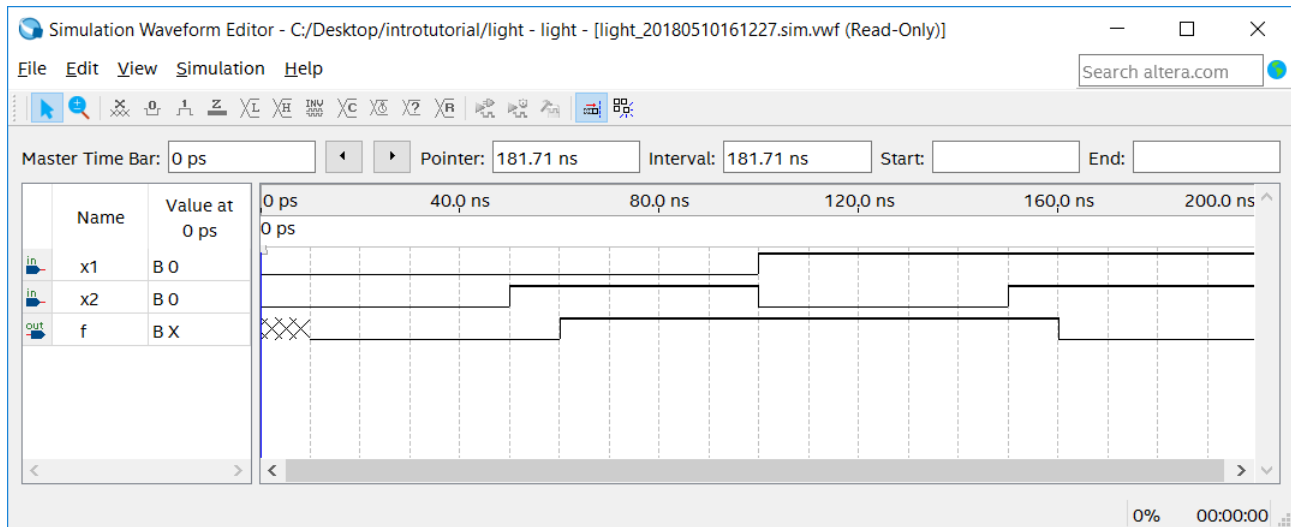 Simulation Waveform Editor - C:/Desktop/introtutorial/light - light - [light_20180510161227.sim.vwf (Read-Only)]
File Edit View Simulation Help
Search altera.com
Master Time Bar: 0 ps Pointer: 181.71 ns Interval: 181.71 ns Start: End:
Name Value at 0 ps
0 ps 40.0 ns 80.0 ns 120.0 ns 160.0 ns 200.0 ns
0 ps
in x1 B 0
in x2 B 0
out f B X
0% 00:00:00